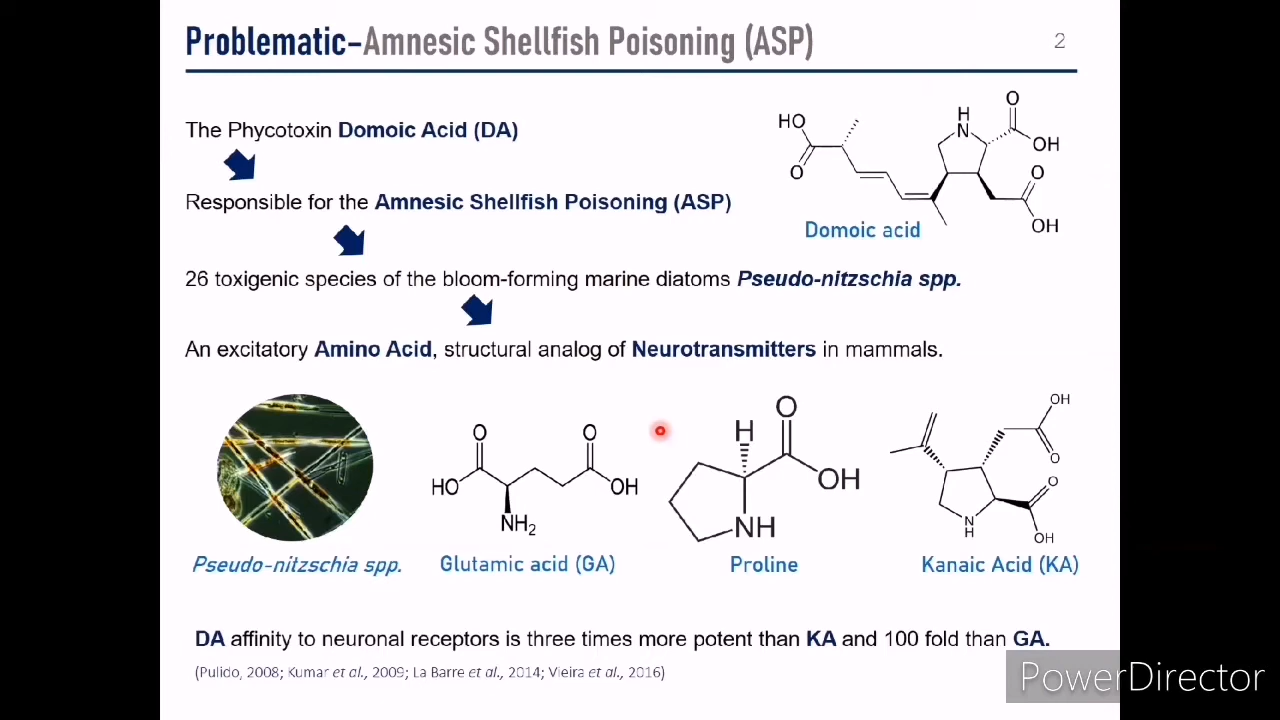 Problematic-Amnesic Shellfish Poisoning (ASP)
2
The Phycotoxin Domoic Acid (DA)
Responsible for the Amnesic Shellfish Poisoning (ASP)
26 toxigenic species of the bloom-forming marine diatoms Pseudo-nitzschia spp.
An excitatory Amino Acid, structural analog of Neurotransmitters in mammals.
HO
O
H
N
O
OH
O
OH
Domoic acid
Pseudo-nitzschia spp.
O
O
HO
OH
NH2
Glutamic acid (GA)
O
H
OH
NH
Proline
OH
O
O
N
H
OH
Kanaic Acid (KA)
DA affinity to neuronal receptors is three times more potent than KA and 100 fold than GA.
(Pulido, 2008; Kumar et al., 2009; La Barre et al., 2014; Vieira et al., 2016)
PowerDirector